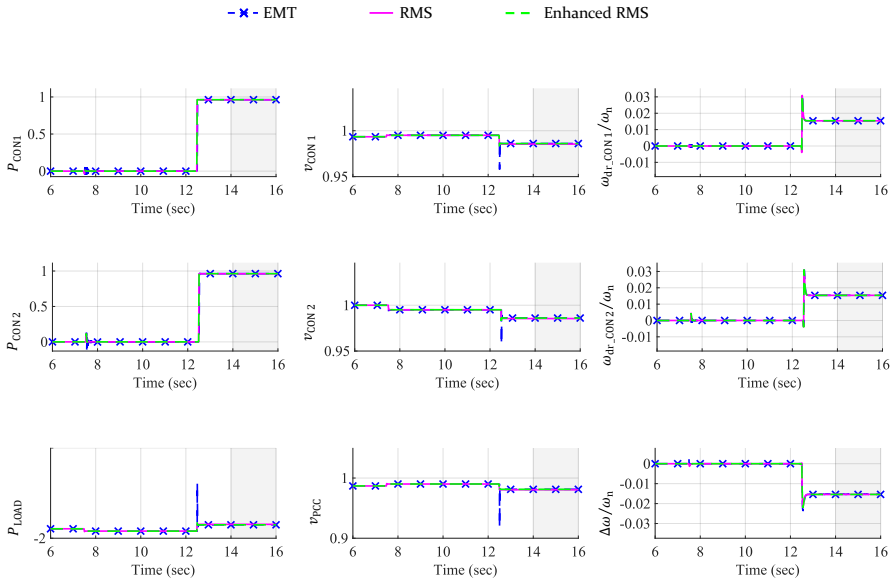 EMT RMS Enhanced RMS
1
0.5
0
P_CON1
6 8 10 12 14 16
Time (sec)
1
0.95
v_CON 1
6 8 10 12 14 16
Time (sec)
0.03
0.02
0.01
0
-0.01
ω_dr_CON 1/ω_n
6 8 10 12 14 16
Time (sec)
1
0.5
0
P_CON 2
6 8 10 12 14 16
Time (sec)
1
0.95
v_CON 2
6 8 10 12 14 16
Time (sec)
0.03
0.02
0.01
0
-0.01
ω_dr_CON 2/ω_n
6 8 10 12 14 16
Time (sec)
-2
P_LOAD
6 8 10 12 14 16
Time (sec)
1
0.9
v_PCC
6 8 10 12 14 16
Time (sec)
0
-0.01
-0.02
-0.03
Δω/ω_n
6 8 10 12 14 16
Time (sec)